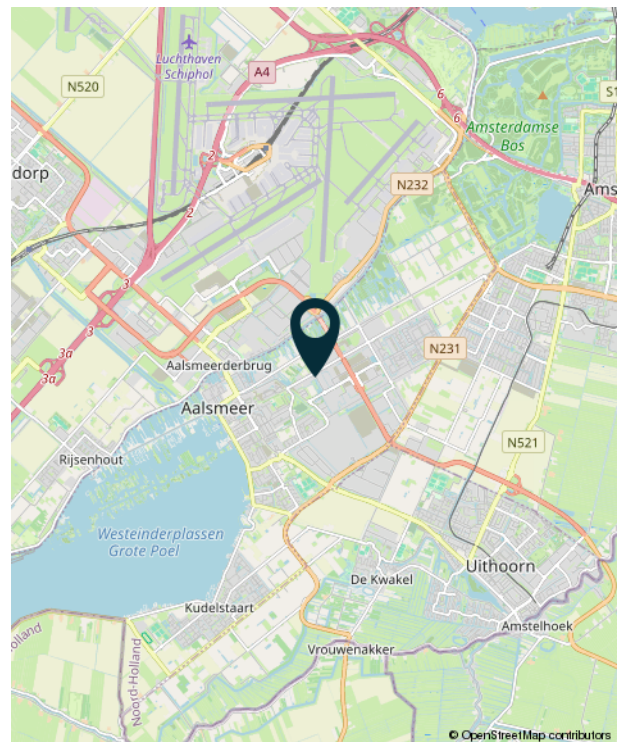 Luchthaven
Schiphol
N520
A4
6
6
S1
Amsterdamse
Bos
2
dorp
N232
Ams
2
3
3
3a
3a
N231
Aalsmeerderbrug
Aalsmeer
N521
Rijsenhout
Westeinderplassen
Grote Poel
Uithoorn
De Kwakel
Kudelstaart
Amstelhoek
Holland
Noord-Holland
Vrouwenakker
© OpenStreetMap contributors